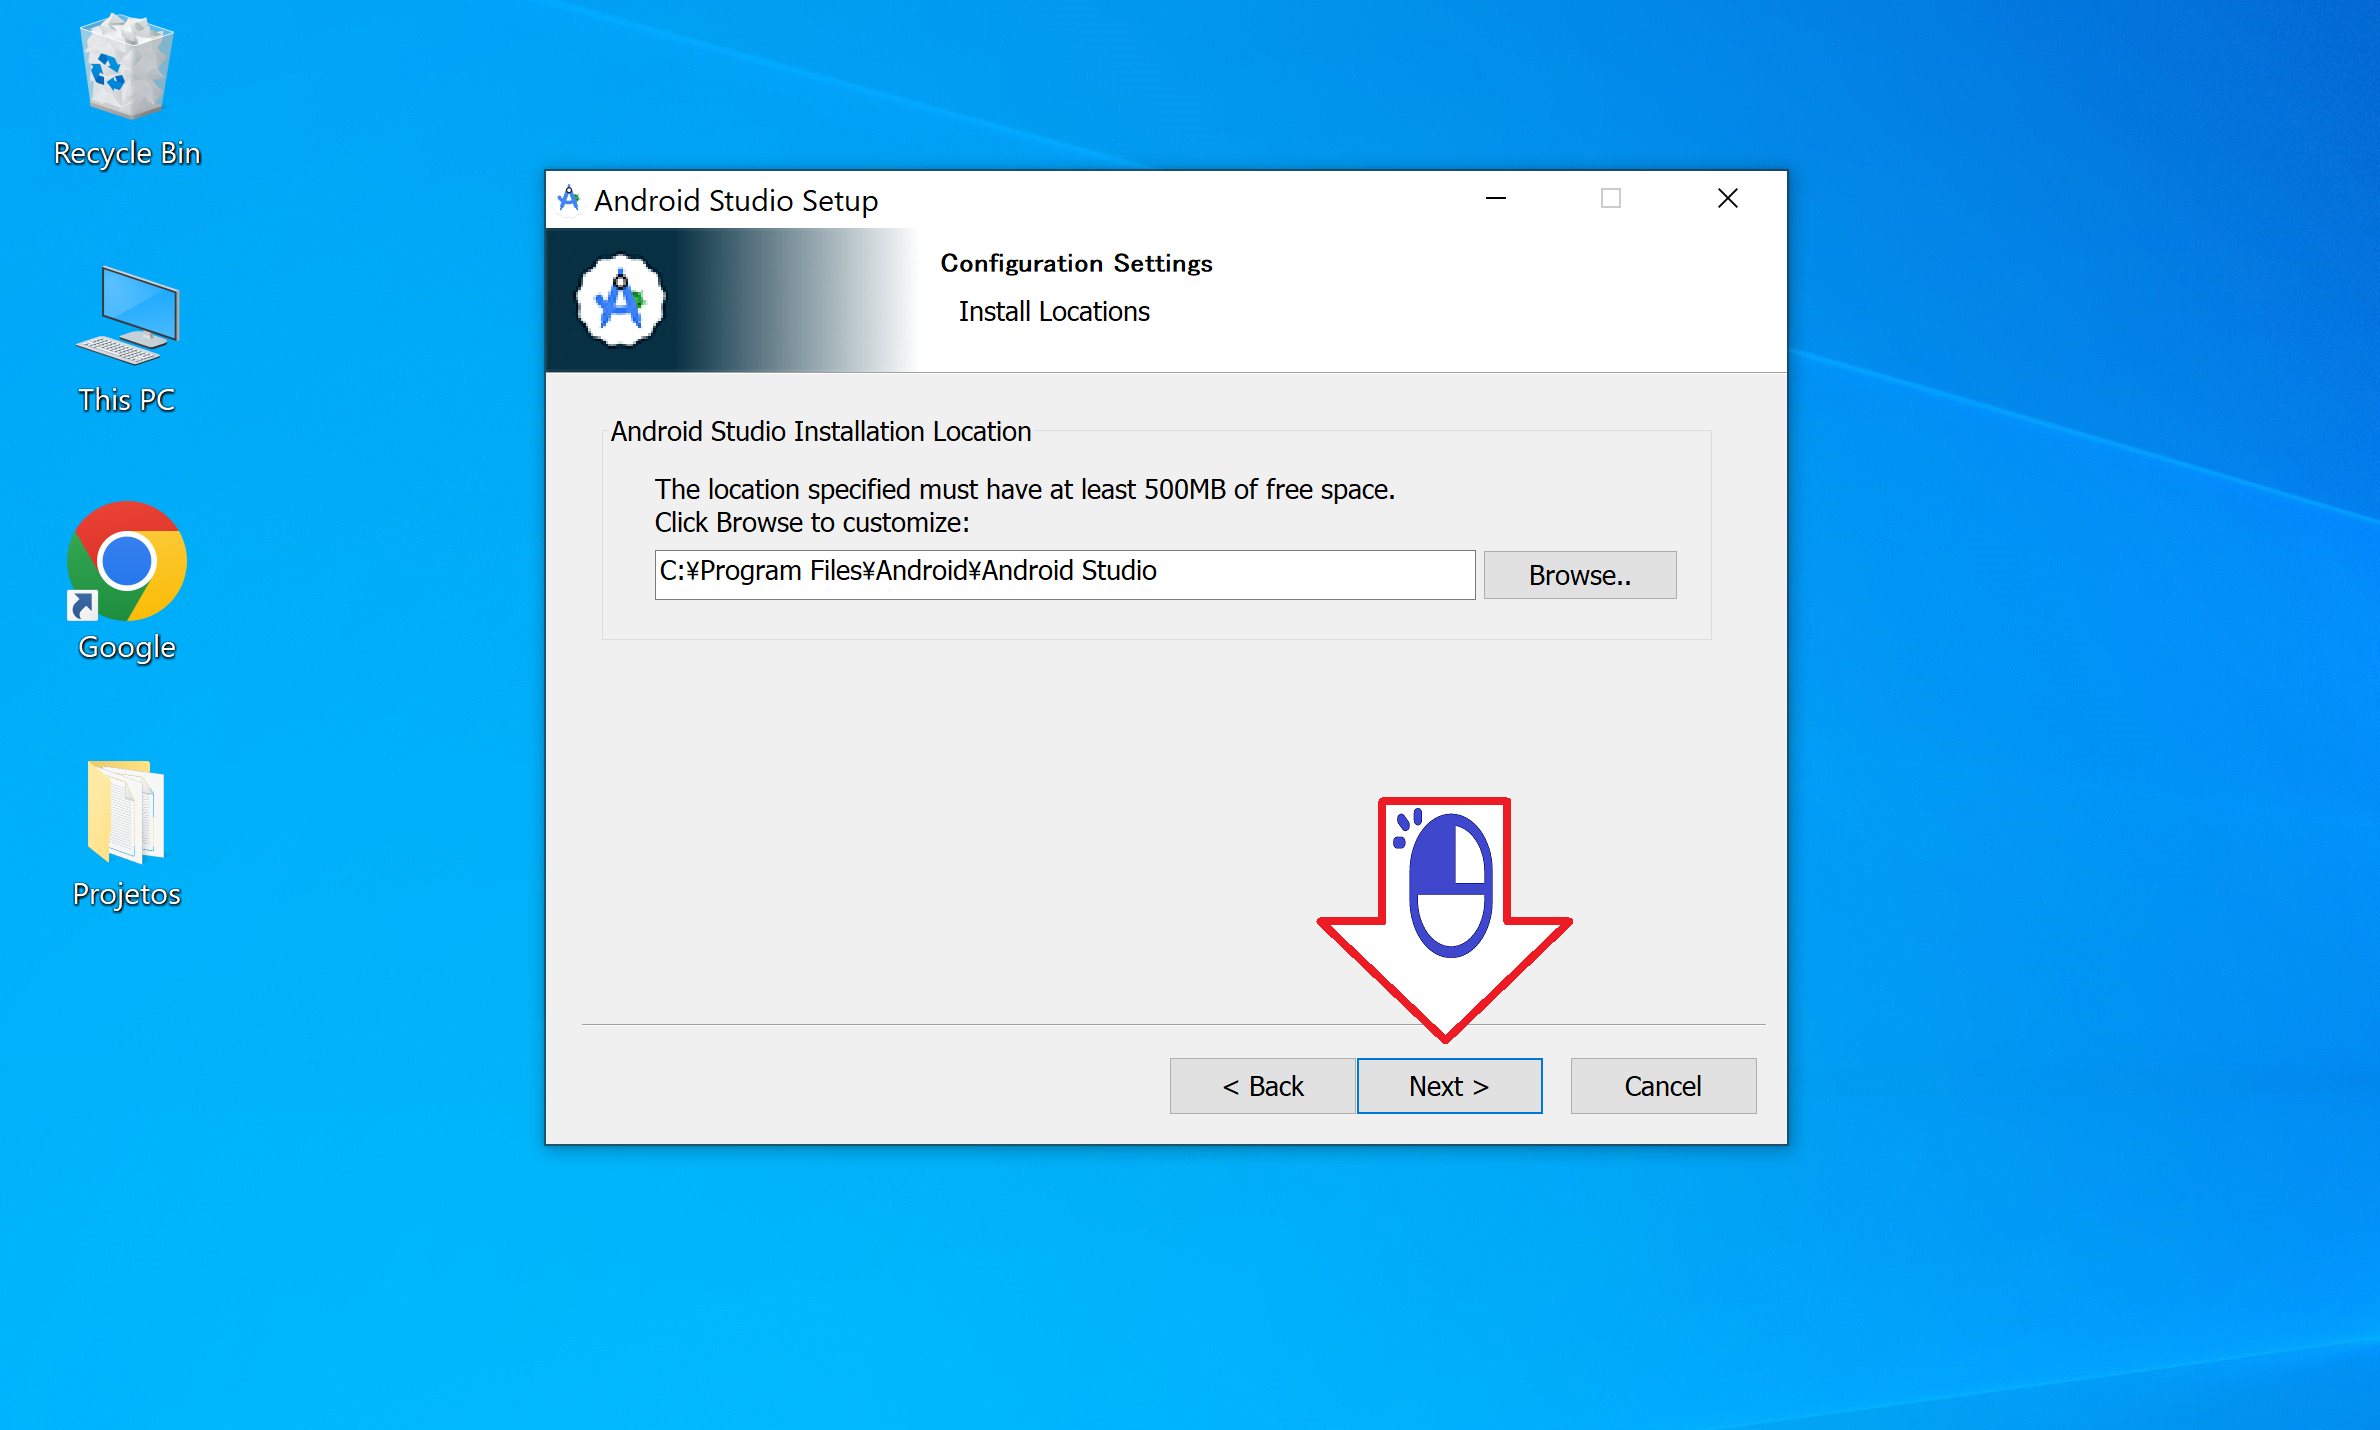 Recycle Bin
This PC
Google
Projetos
Android Studio Setup
Configuration Settings
Install Locations
Android Studio Installation Location
The location specified must have at least 500MB of free space.
Click Browse to customize:
C:¥Program Files¥Android¥Android Studio
Browse..
< Back
Next >
Cancel